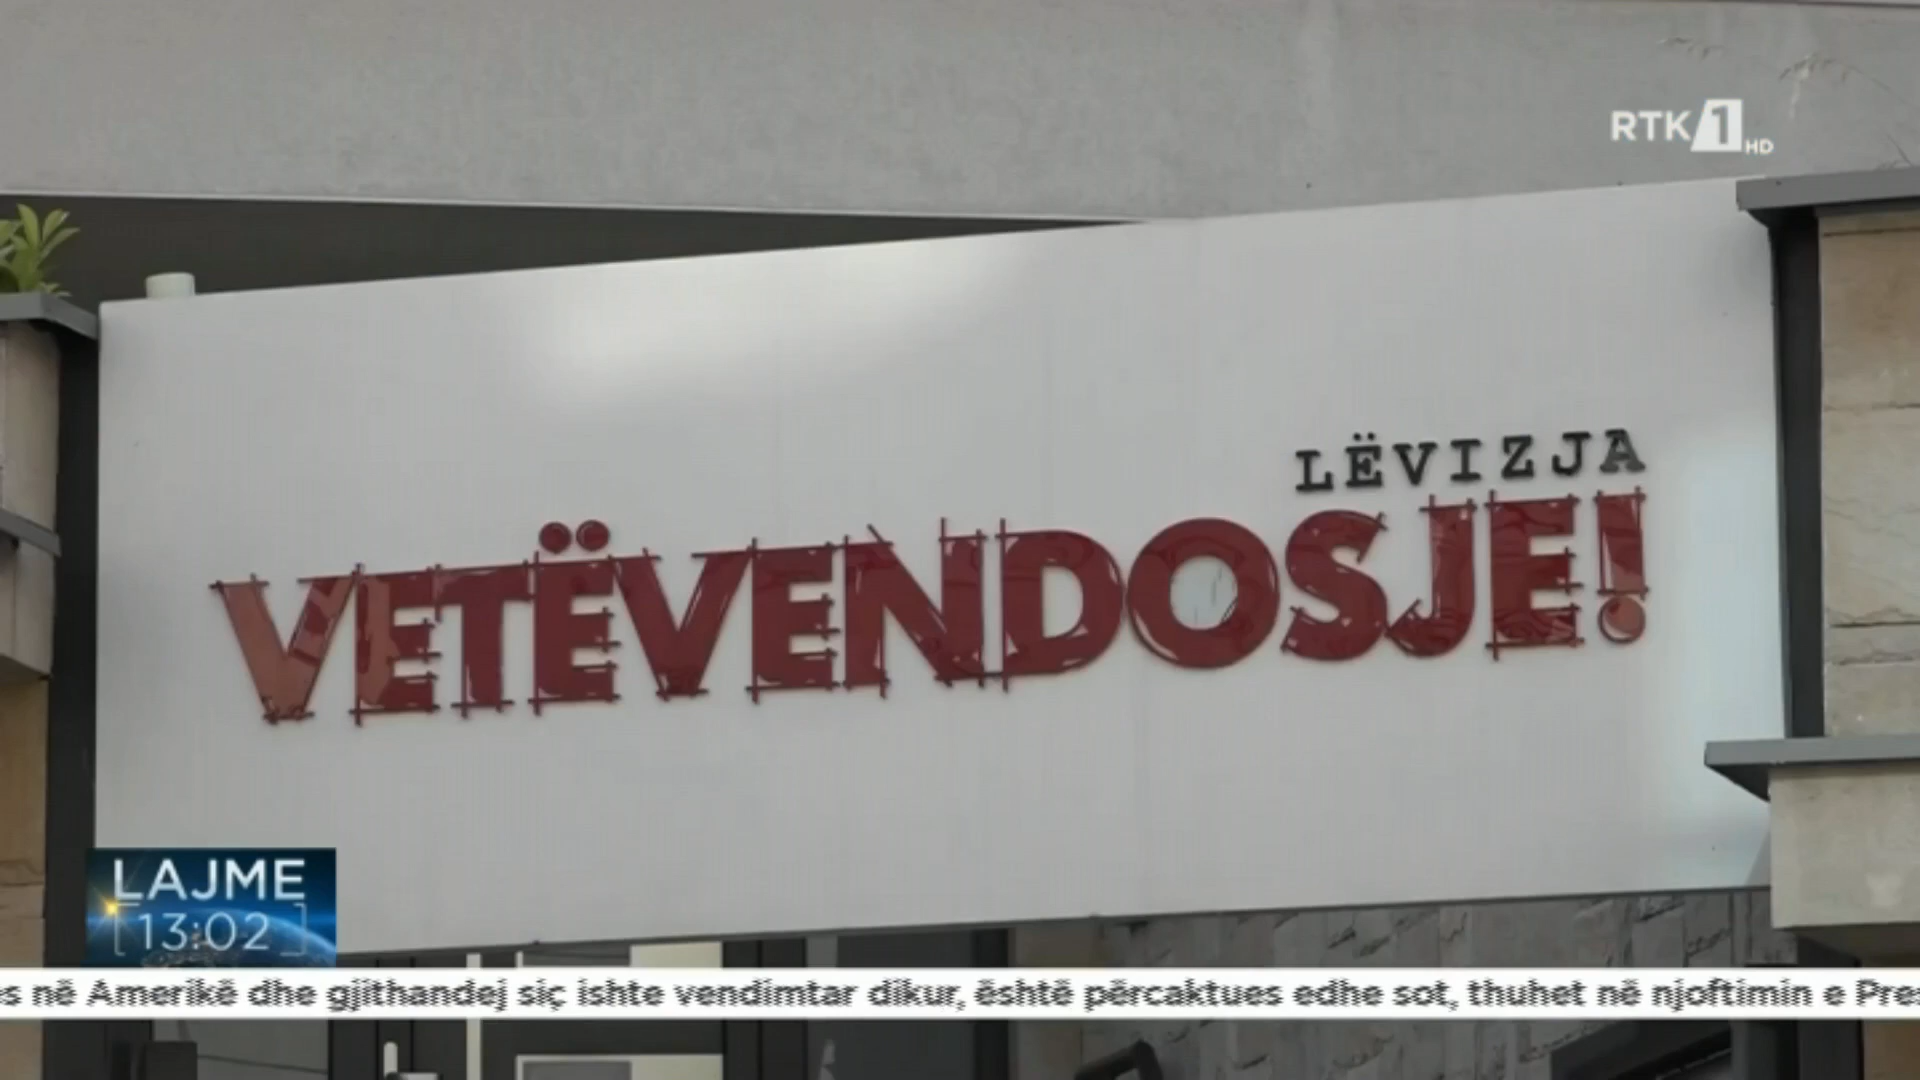 RTK 1 HD
LËVIZJA
VETËVENDOSJE!
LAJME
13:02
në Amerikë dhe gjithandej siç ishte vendimtar dikur, është përcaktues edhe sot, thuhet në njoftimin e